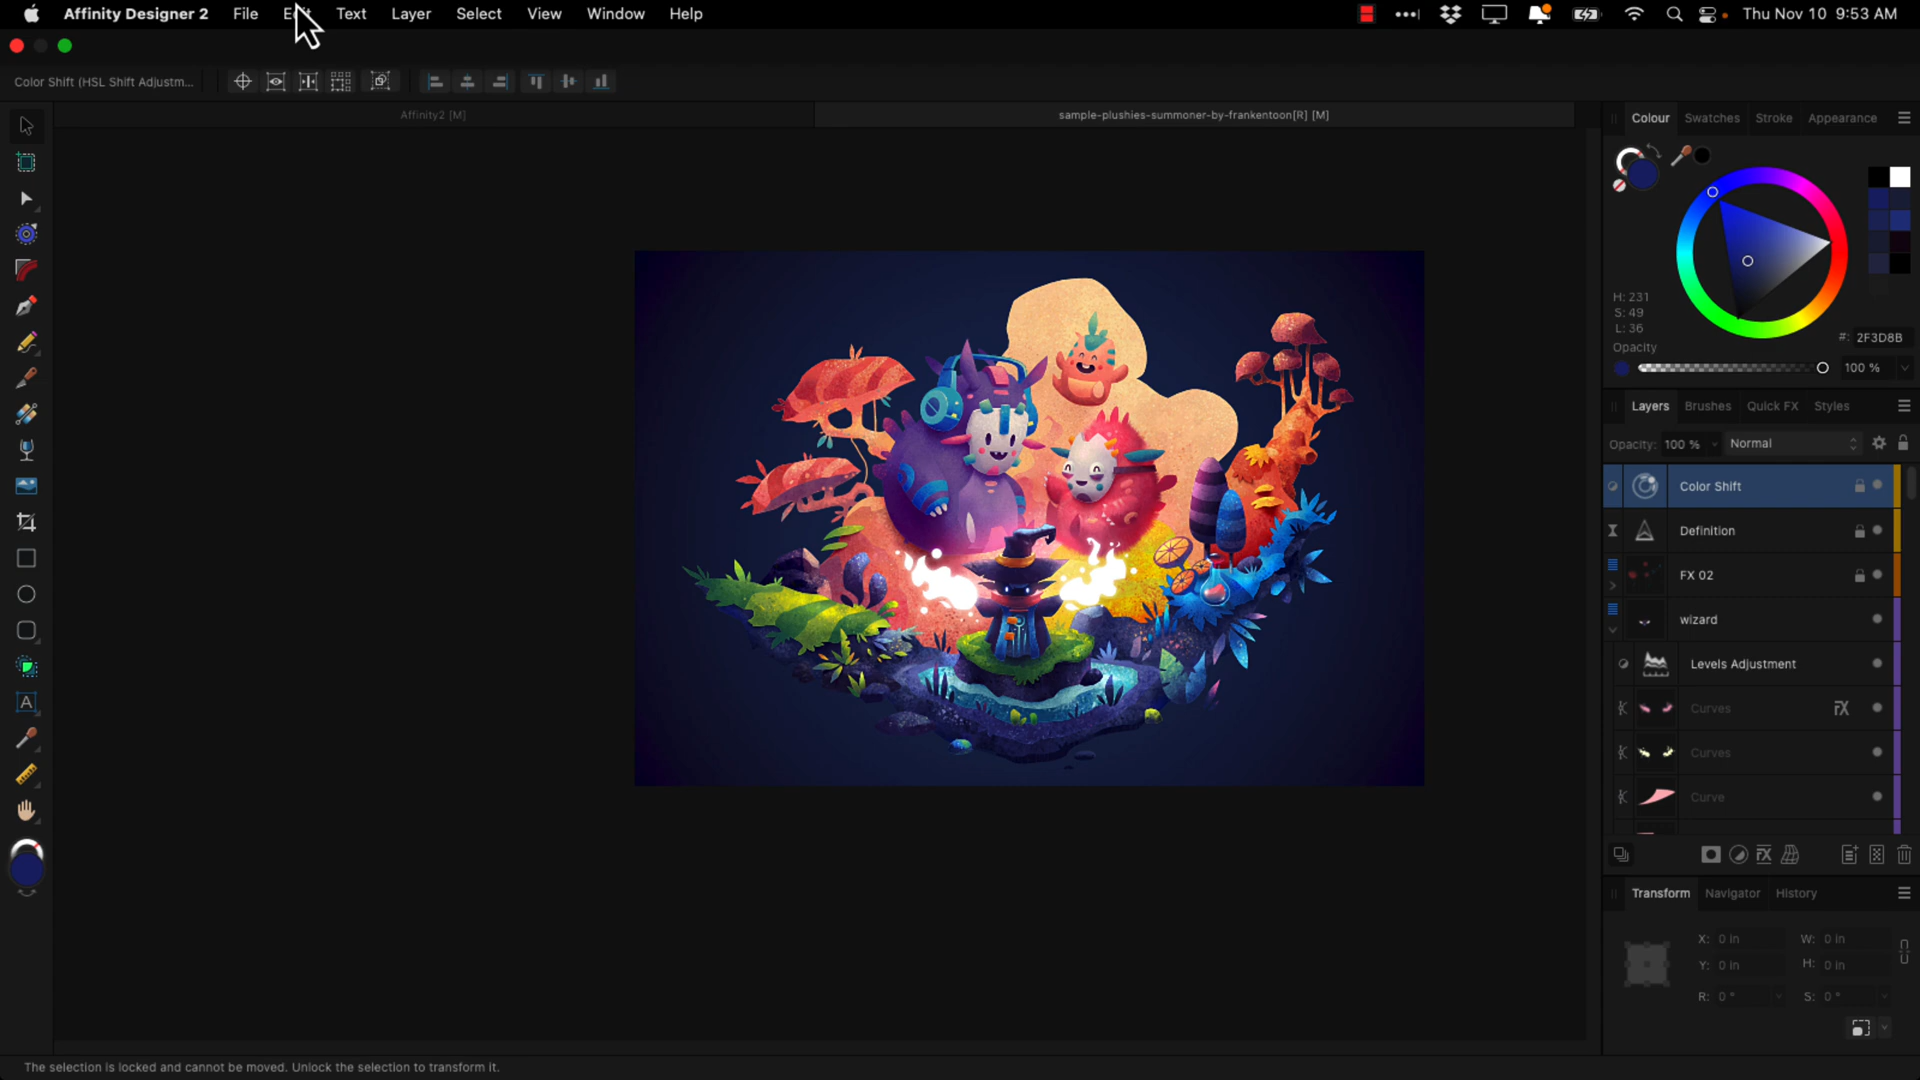 Affinity Designer 2 File Edit Text Layer Select View Window Help
Thu Nov 10 9:53 AM
Color Shift (HSL Shift Adjustm...
Affinity2 [M]
sample-plushies-summoner-by-frankentoon[R] [M]
Colour Swatches Stroke Appearance
H: 231
S: 49
L: 36
#: 2F3D8B
Opacity
100 %
Layers Brushes Quick FX Styles
Opacity: 100 % Normal
Color Shift
Definition
FX 02
wizard
Levels Adjustment
Curves
Curves
Curve
Transform Navigator History
X: 0 in W: 0 in
Y: 0 in H: 0 in
R: 0 ° S: 0 °
The selection is locked and cannot be moved. Unlock the selection to transform it.